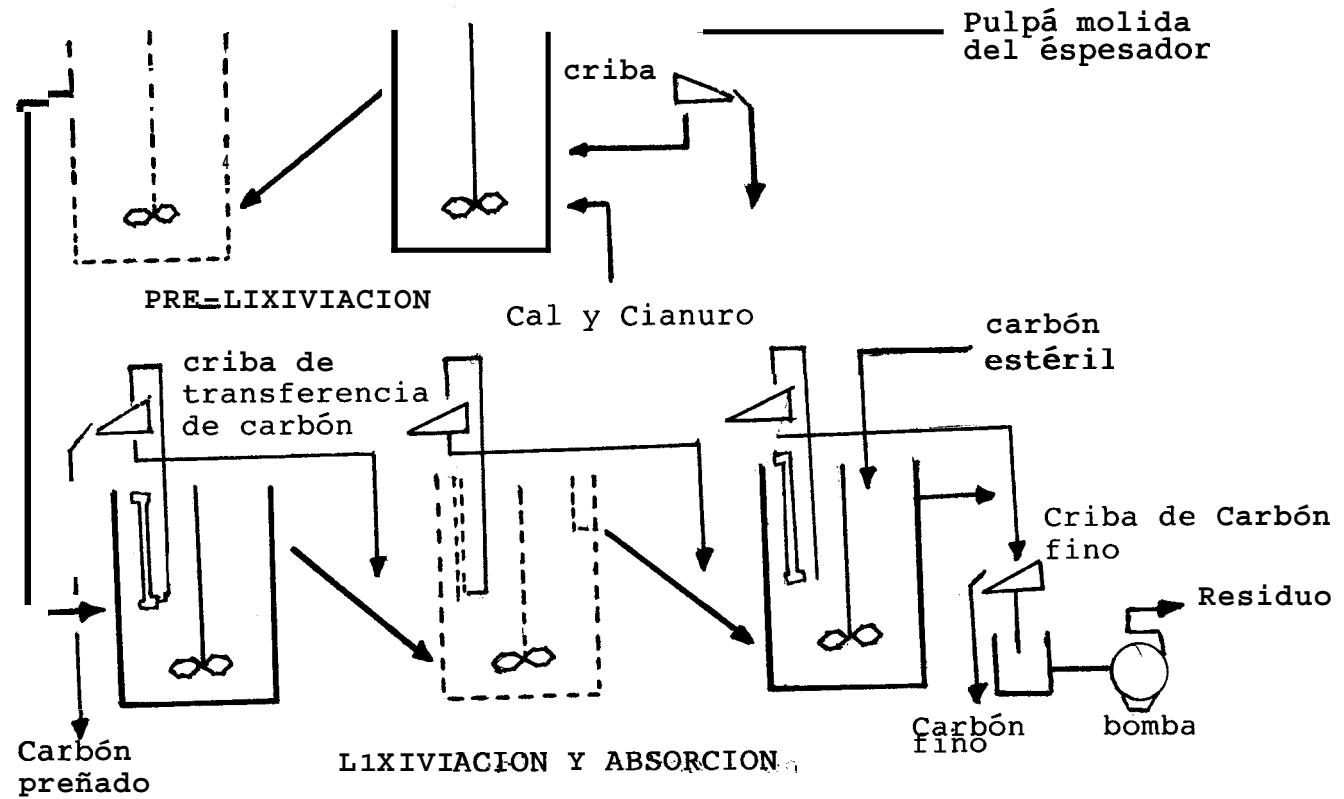 Pulpá molida
del éspesador
criba
4
PRE=LIXIVIACION
Cal y Cianuro
carbón
estéril
criba de
transferencia
de carbón
Criba de Carbón
fino
Residuo
Carbón
fino
bomba
Carbón
preñado
L1XIVIACION Y ABSORCION